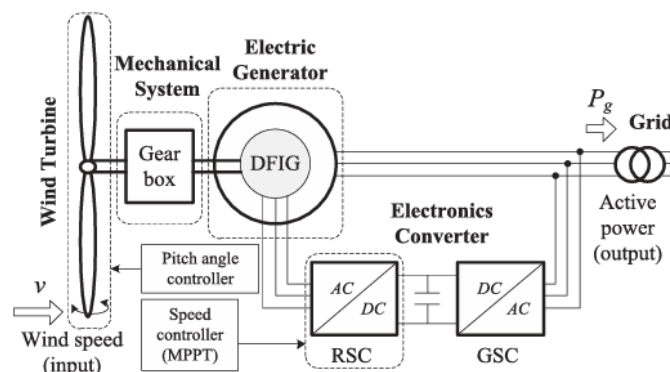 Electric
Generator
Mechanical
System
Wind Turbine
Gear
box
DFIG
P_g
Grid
Active
power
(output)
Electronics
Converter
Pitch angle
controller
v
Wind speed
(input)
Speed
controller
(MPPT)
AC
DC
RSC
DC
AC
GSC